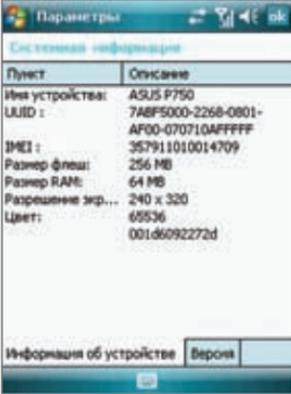 Параметры ok
Системная информация
Пункт Описание
Имя устройства: ASUS P750
UUID : 7ABF5000-2268-0801-
AF00-070710AFFFFF
IMEI : 357911010014709
Размер флеш: 256 MB
Размер RAM: 64 MB
Разрешение экр... 240 x 320
Цвет: 65536
001d6092272d
Информация об устройстве Версия